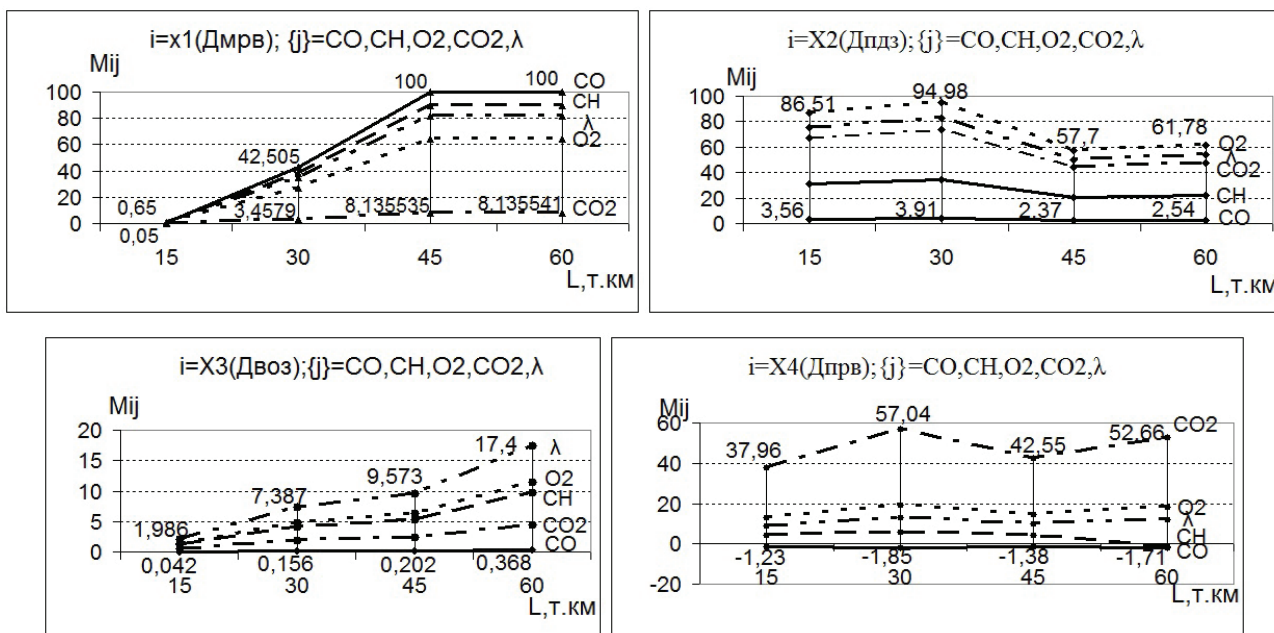 i=x1(Дмрв); {j}=CO,CH,O2,CO2,λ
Mij
100 100 CO
100
CH
80
λ
60
O2
42,505
40
20
0,65 3,4579 8,135535 8,135541 CO2
0
0,05
15 30 45 60
L,т.км
i=X2(Дпдз); {j}=CO,CH,O2,CO2,λ
Mij
100 86,51 94,98
80
57,7 61,78 O2
60
λ
40
CO2
20
CH
3,56 3,91 2,37 2,54 CO
0
15 30 45 60
L,т.км
i=X3(Двоз);{j}=CO,CH,O2,CO2,λ
Mij
20
17,4 λ
15
9,573
O2
10
7,387
CH
5
1,986
CO2
CO
0
0,042 0,156 0,202 0,368
15 30 45 60
L,т.км
i=X4(Дпрв); {j}=CO,CH,O2,CO2,λ
Mij
60 57,04
52,66 CO2
37,96 42,55
40
20
O2
λ
CH
0
CO
-1,23 -1,85 -1,38 -1,71
15 30 45 60
-20
L,т.км